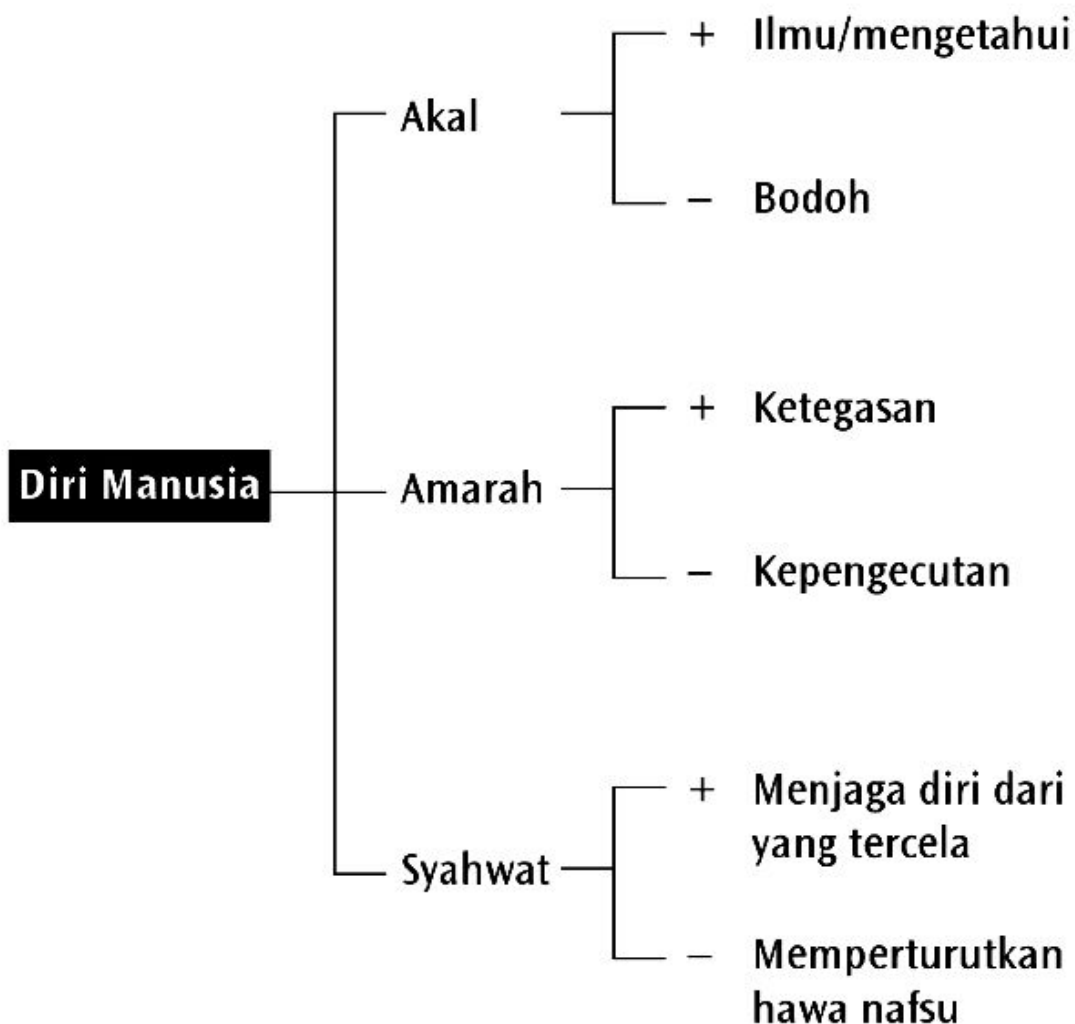 Diri Manusia
Akal
+ Ilmu/mengetahui
− Bodoh
Amarah
+ Ketegasan
− Kepengecutan
Syahwat
+ Menjaga diri dari
yang tercela
− Memperturutkan
hawa nafsu